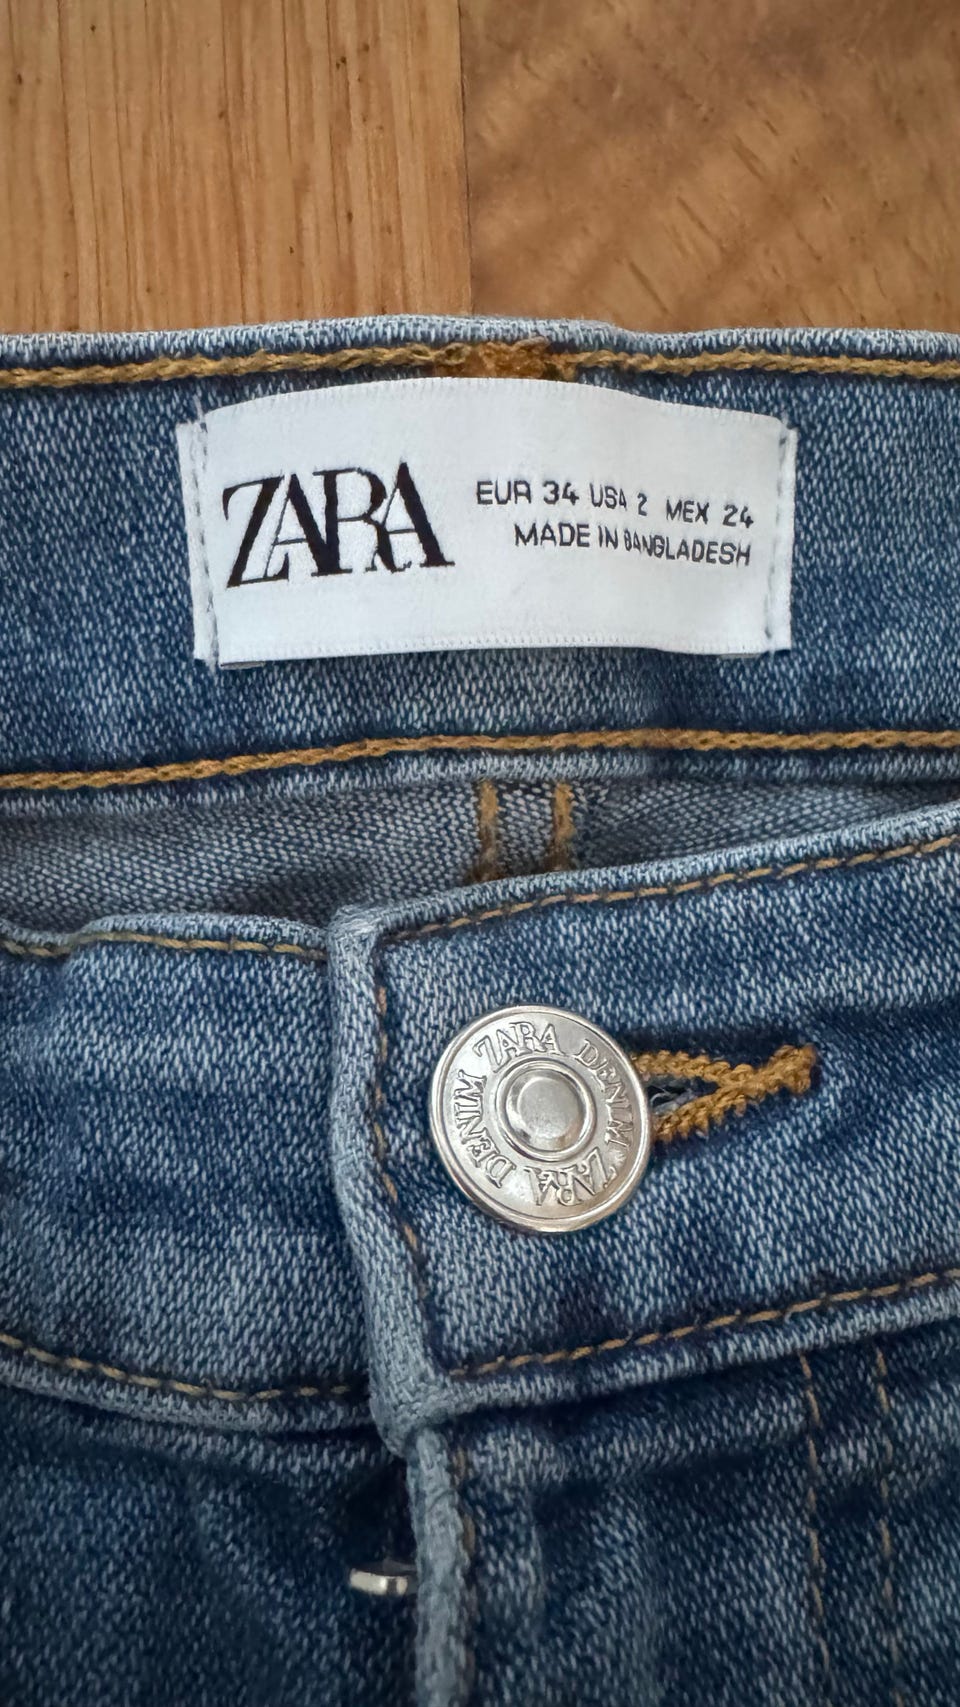 ZARA
EUR 34 USA 2 MEX 24
MADE IN BANGLADESH
ZARA DENIM ZARA DENIM